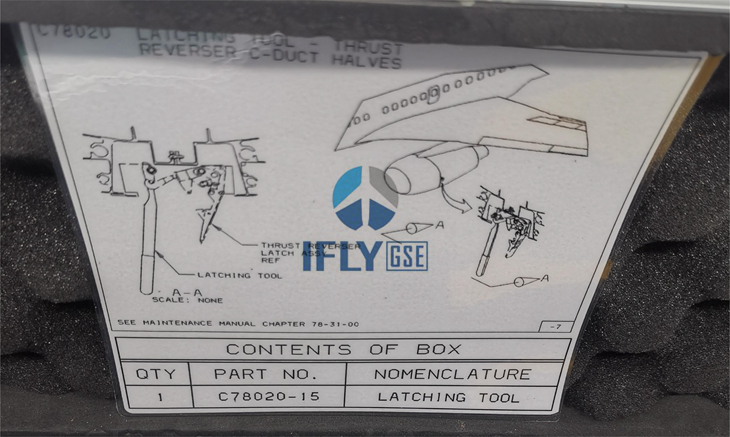 C78020 LATCHING TOOL - THRUST
REVERSER C-DUCT HALVES
A
A
THRUST REVERSER
LATCH ASSY
REF
LATCHING TOOL
A-A
SCALE: NONE
IFLY GSE
SEE MAINTENANCE MANUAL CHAPTER 78-31-00
-7
CONTENTS OF BOX
QTY PART NO. NOMENCLATURE
1 C78020-15 LATCHING TOOL